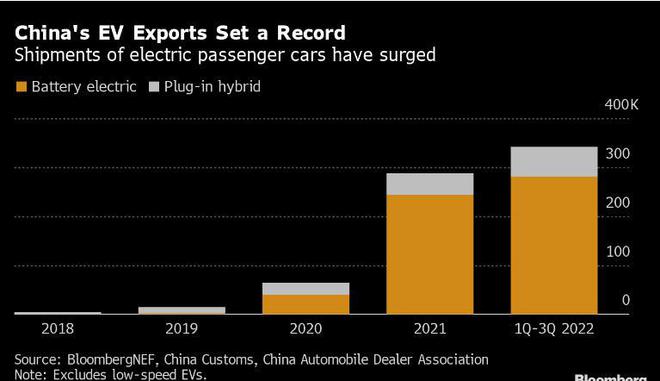 China's EV Exports Set a Record
Shipments of electric passenger cars have surged
Battery electric Plug-in hybrid
400K
300
200
100
0
2018 2019 2020 2021 1Q-3Q 2022
Source: BloombergNEF, China Customs, China Automobile Dealer Association
Note: Excludes low-speed EVs.
Bloomberg